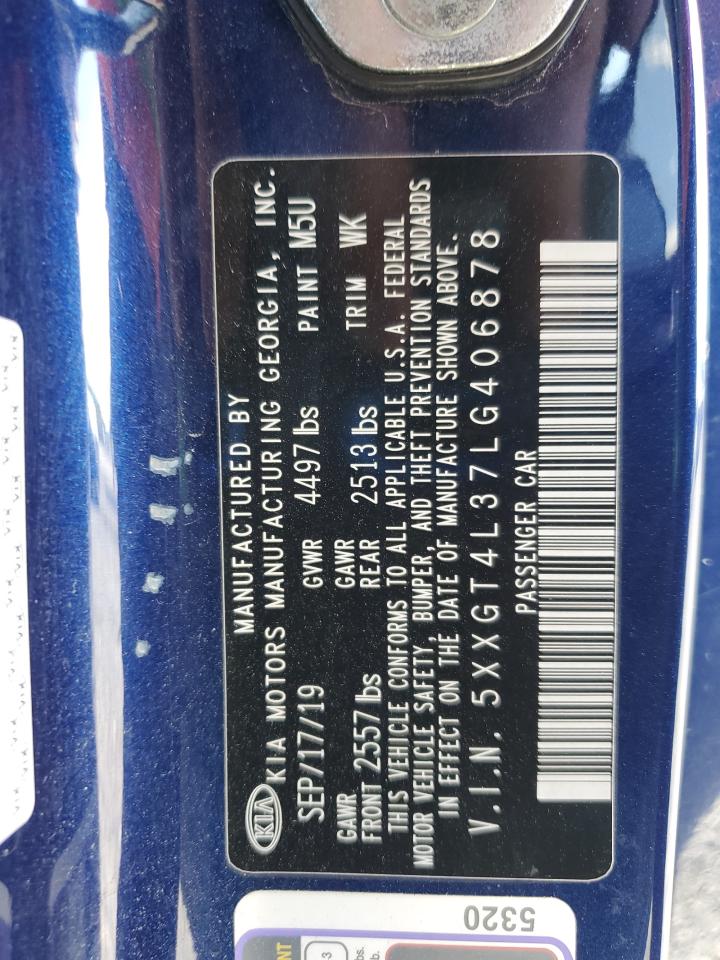 MANUFACTURED BY
KIA KIA MOTORS MANUFACTURING GEORGIA, INC.
SEP/17/19 GVWR 4497 lbs PAINT M5U
GAWR GAWR
FRONT 2557 lbs REAR 2513 lbs TRIM WK
THIS VEHICLE CONFORMS TO ALL APPLICABLE U.S.A. FEDERAL
MOTOR VEHICLE SAFETY, BUMPER, AND THEFT PREVENTION STANDARDS
IN EFFECT ON THE DATE OF MANUFACTURE SHOWN ABOVE.
V.I.N. 5XXGT4L37LG406878
PASSENGER CAR
5320
3